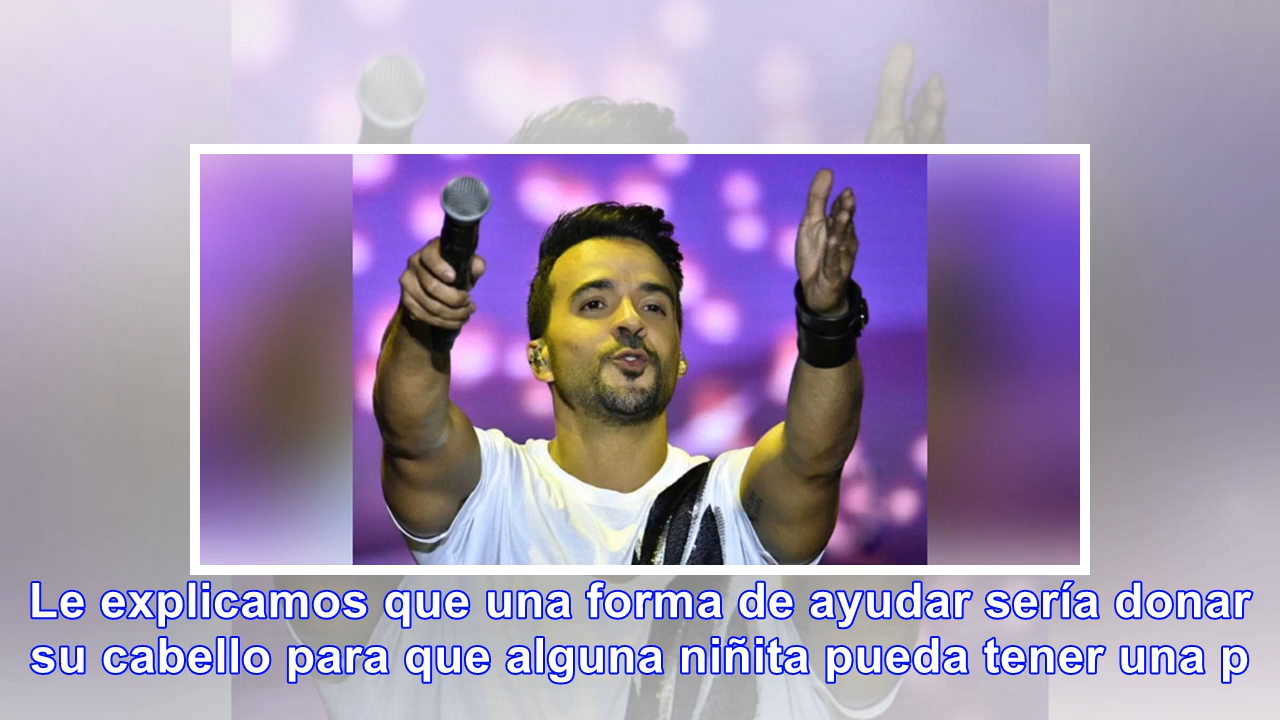 Le explicamos que una forma de ayudar sería donar
su cabello para que alguna niñita pueda tener una p